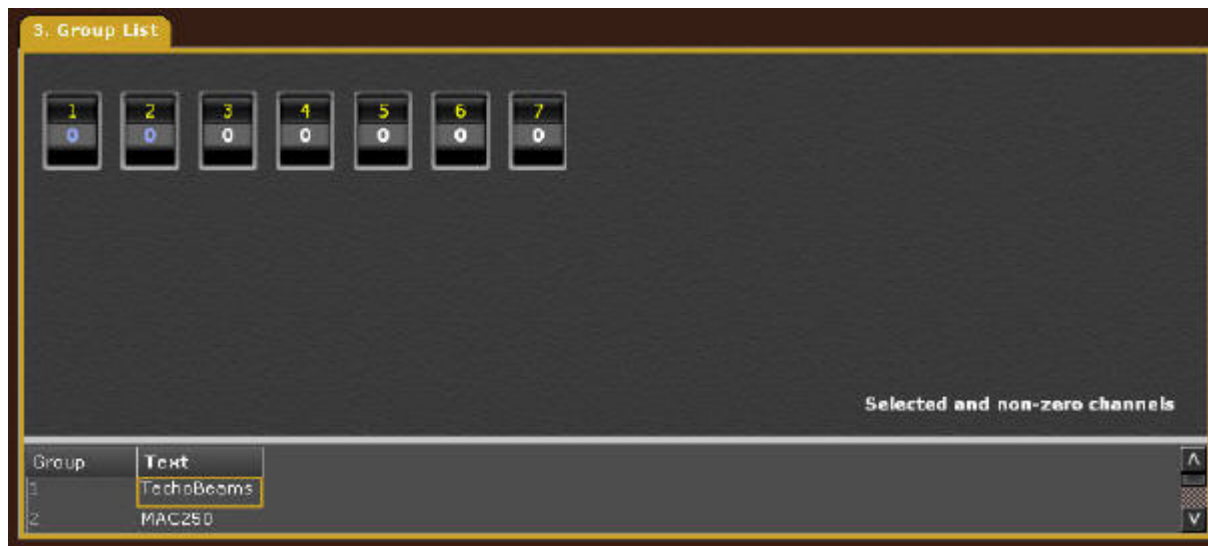 3. Group List
1 2 3 4 5 6 7
0 0 0 0 0 0 0
Selected and non-zero channels
Group Text
1 TechoBeams
2 MAC250